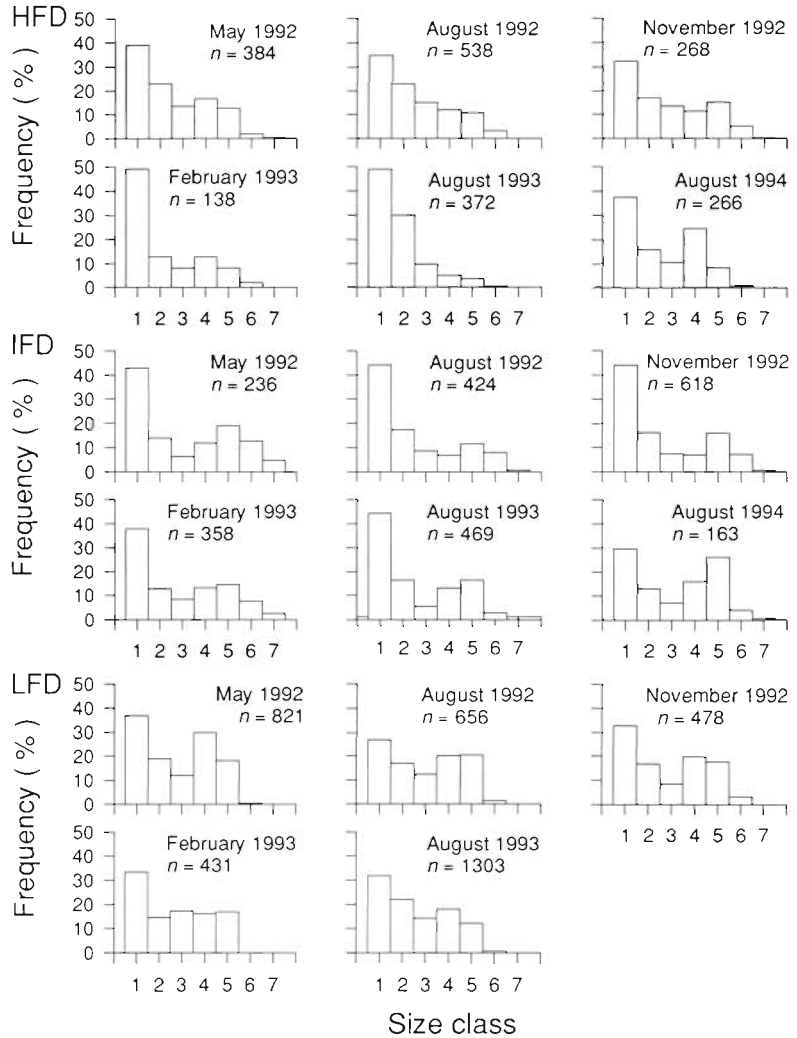 HFD
Frequency ( % )
50
40
30
20
10
0
May 1992
n = 384
August 1992
n = 538
November 1992
n = 268
50
40
30
20
10
0
February 1993
n = 138
August 1993
n = 372
August 1994
n = 266
1 2 3 4 5 6 7
1 2 3 4 5 6 7
1 2 3 4 5 6 7
IFD
Frequency ( % )
50
40
30
20
10
0
May 1992
n = 236
August 1992
n = 424
November 1992
n = 618
50
40
30
20
10
0
February 1993
n = 358
August 1993
n = 469
August 1994
n = 163
1 2 3 4 5 6 7
1 2 3 4 5 6 7
1 2 3 4 5 6 7
LFD
Frequency ( % )
50
40
30
20
10
0
May 1992
n = 821
August 1992
n = 656
November 1992
n = 478
1 2 3 4 5 6 7
50
40
30
20
10
0
February 1993
n = 431
August 1993
n = 1303
1 2 3 4 5 6 7
1 2 3 4 5 6 7
Size class